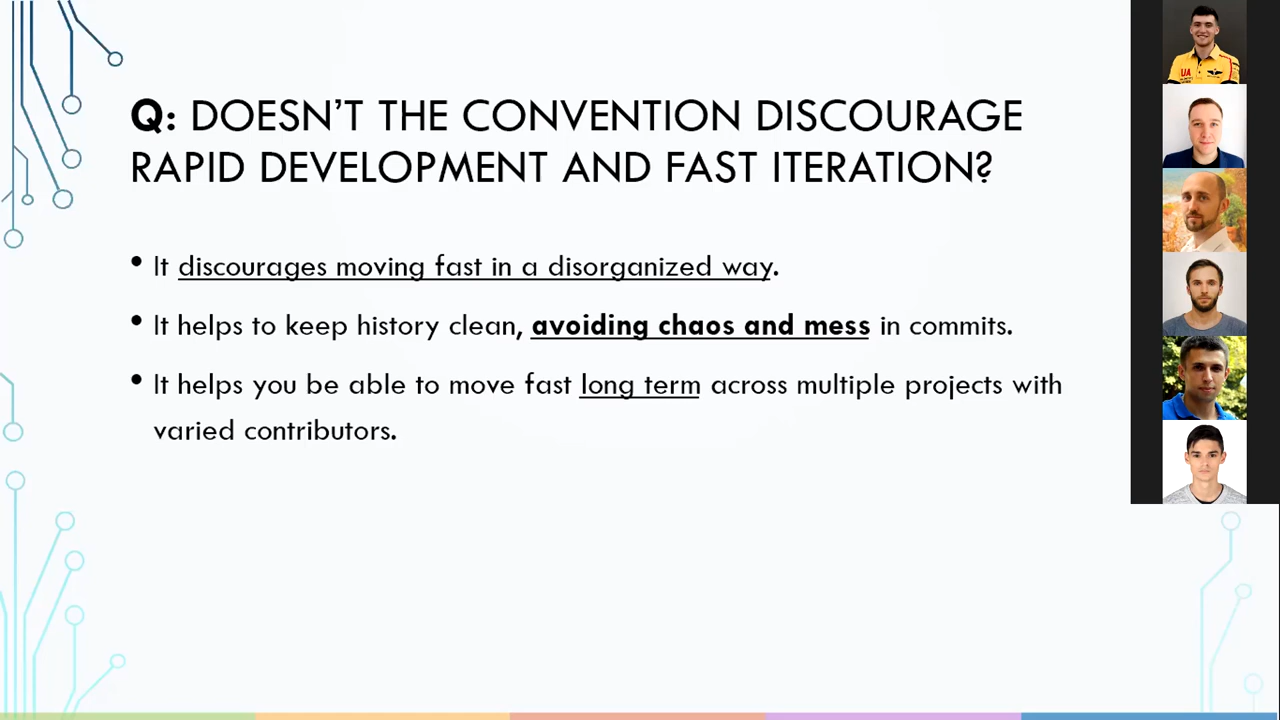 Q: DOESN’T THE CONVENTION DISCOURAGE
RAPID DEVELOPMENT AND FAST ITERATION?
• It discourages moving fast in a disorganized way.
• It helps to keep history clean, avoiding chaos and mess in commits.
• It helps you be able to move fast long term across multiple projects with
varied contributors.
UA